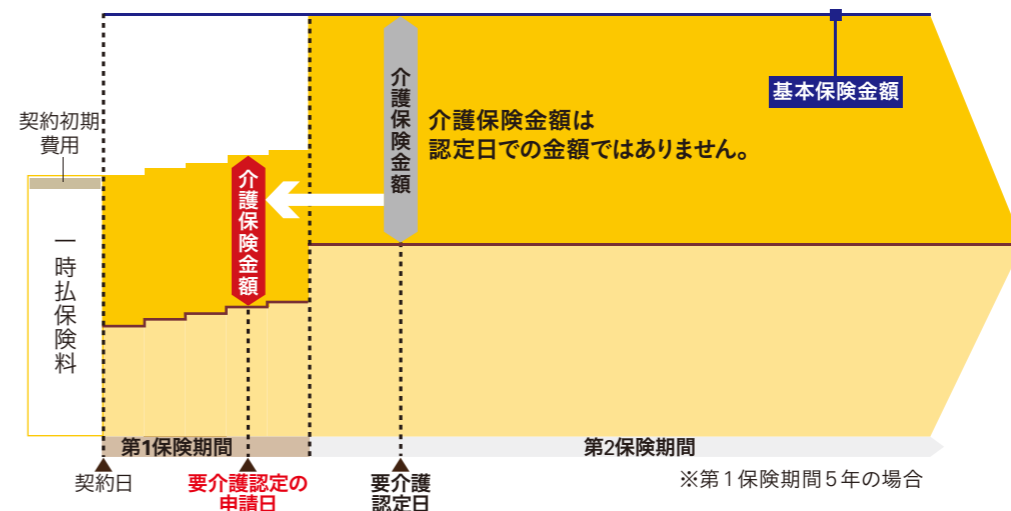 基本保険金額
契約初期
費用
一時払保険料
介護保険金額
介護保険金額
介護保険金額は
認定日での金額ではありません。
第1保険期間
第2保険期間
契約日
要介護認定の
申請日
要介護
認定日
※第1保険期間5年の場合